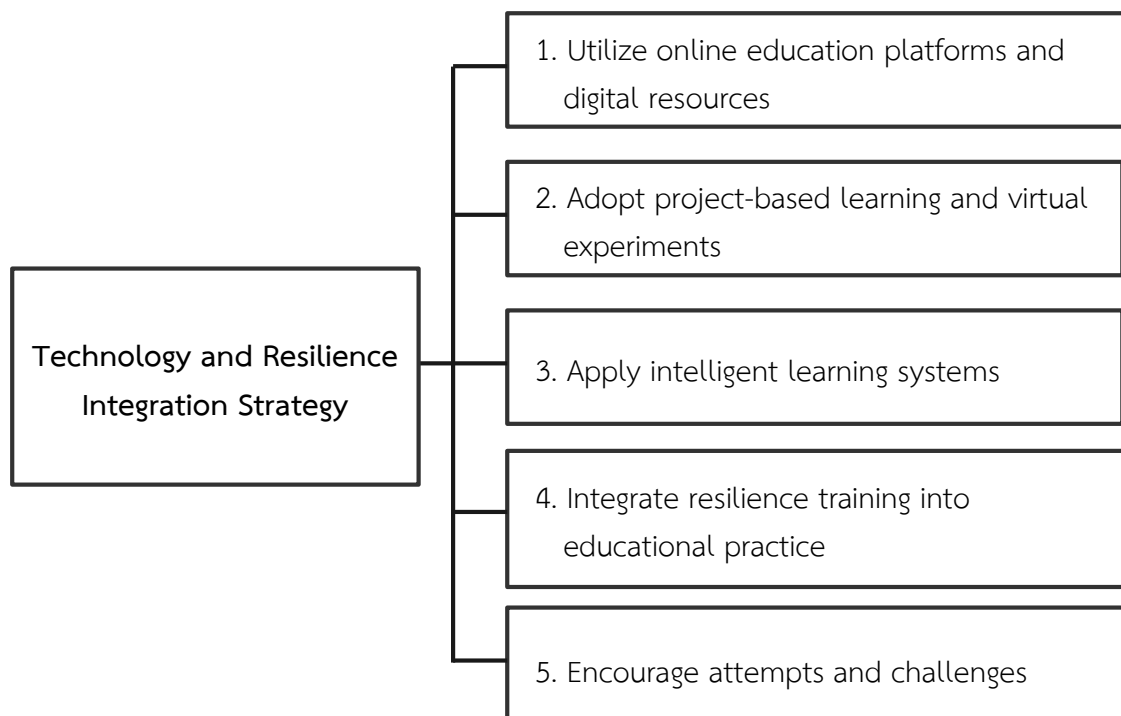 Technology and Resilience
Integration Strategy
1. Utilize online education platforms and
digital resources
2. Adopt project-based learning and virtual
experiments
3. Apply intelligent learning systems
4. Integrate resilience training into
educational practice
5. Encourage attempts and challenges